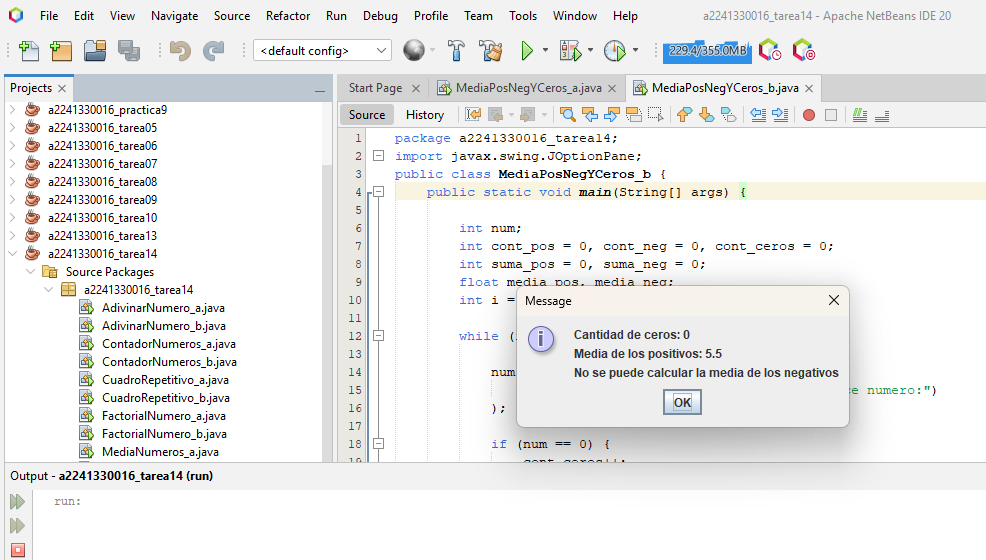 File Edit View Navigate Source Refactor Run Debug Profile Team Tools Window Help
a2241330016_tarea14 - Apache NetBeans IDE 20
<default config>
229.4/355.0MB
Projects
a2241330016_practica9
a2241330016_tarea05
a2241330016_tarea06
a2241330016_tarea07
a2241330016_tarea08
a2241330016_tarea09
a2241330016_tarea10
a2241330016_tarea13
a2241330016_tarea14
Source Packages
a2241330016_tarea14
AdivinarNumero_a.java
AdivinarNumero_b.java
ContadorNumeros_a.java
ContadorNumeros_b.java
CuadroRepetitivo_a.java
CuadroRepetitivo_b.java
FactorialNumero_a.java
FactorialNumero_b.java
MediaNumeros_a.java
Start Page MediaPosNegYCeros_a.java MediaPosNegYCeros_b.java
Source History
1 package a2241330016_tarea14;
2 import javax.swing.JOptionPane;
3 public class MediaPosNegYCeros_b {
4 public static void main(String[] args) {
5
6 int num;
7 int cont_pos = 0, cont_neg = 0, cont_ceros = 0;
8 int suma_pos = 0, suma_neg = 0;
9 float media_pos, media_neg;
10 int i =
11
12 while (
13
14 num
15 numero:")
16 );
17
18 if (num == 0) {
19 cont_ceros++;
Message
Cantidad de ceros: 0
Media de los positivos: 5.5
No se puede calcular la media de los negativos
OK
Output - a2241330016_tarea14 (run)
run: